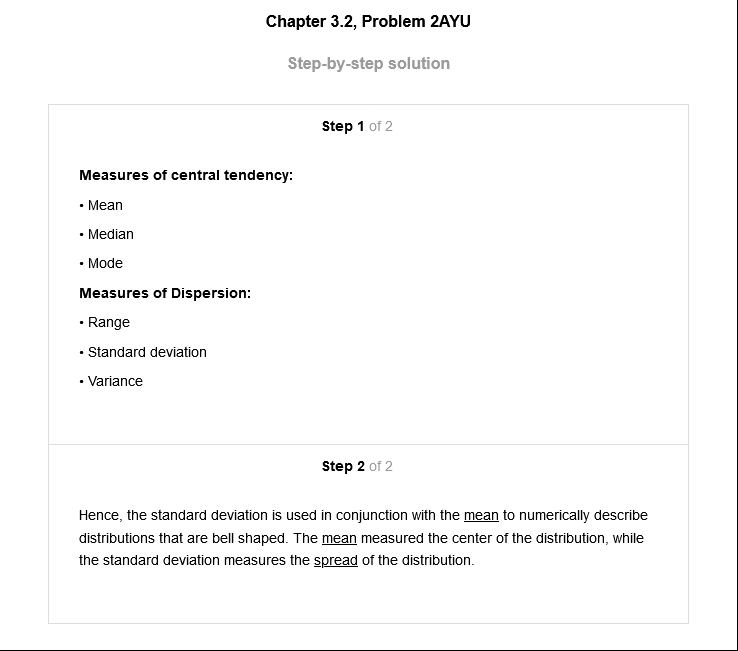 Chapter 3.2, Problem 2AYU
Step-by-step solution
Step 1 of 2
Measures of central tendency:
• Mean
• Median
• Mode
Measures of Dispersion:
• Range
• Standard deviation
• Variance
Step 2 of 2
Hence, the standard deviation is used in conjunction with the mean to numerically describe
distributions that are bell shaped. The mean measured the center of the distribution, while
the standard deviation measures the spread of the distribution.